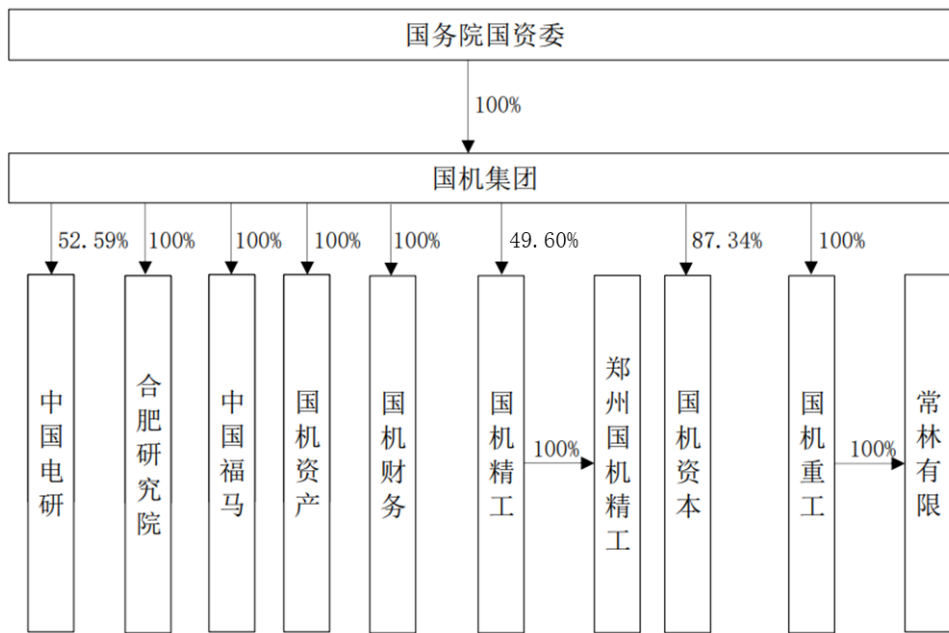 国务院国资委
100%
国机集团
52.59%
100%
100%
100%
100%
49.60%
87.34%
100%
中国电研
合肥研究院
中国福马
国机资产
国机财务
国机精工
100%
郑州国机精工
国机资本
国机重工
100%
常林有限